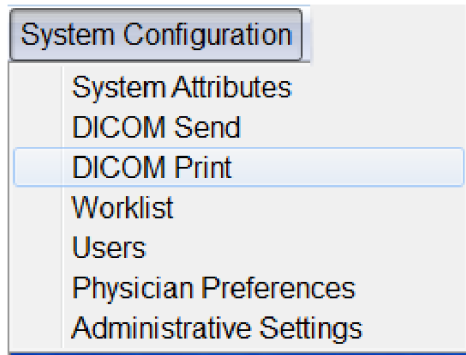 System Configuration
System Attributes
DICOM Send
DICOM Print
Worklist
Users
Physician Preferences
Administrative Settings